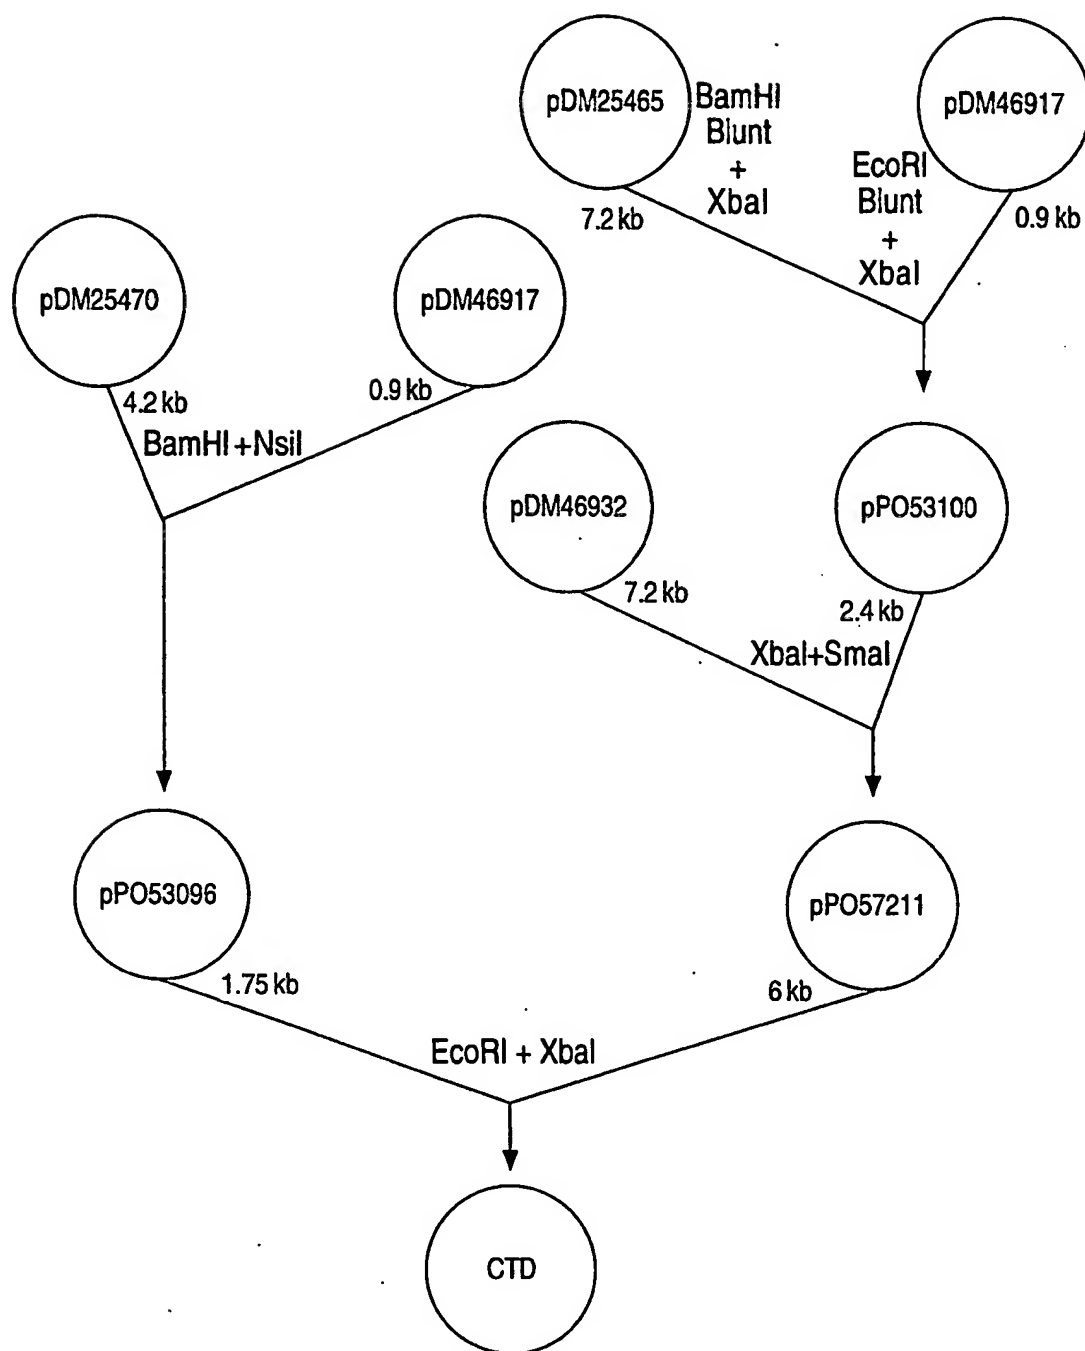 pDM25465
BamHI
Blunt
+
XbaI
7.2 kb
pDM46917
EcoRI
Blunt
+
XbaI
0.9 kb
pDM25470
4.2 kb
pDM46917
0.9 kb
BamHI + NsiI
pDM46932
7.2 kb
pPO53100
2.4 kb
XbaI+SmaI
pPO53096
1.75 kb
pPO57211
6 kb
EcoRI + XbaI
CTD